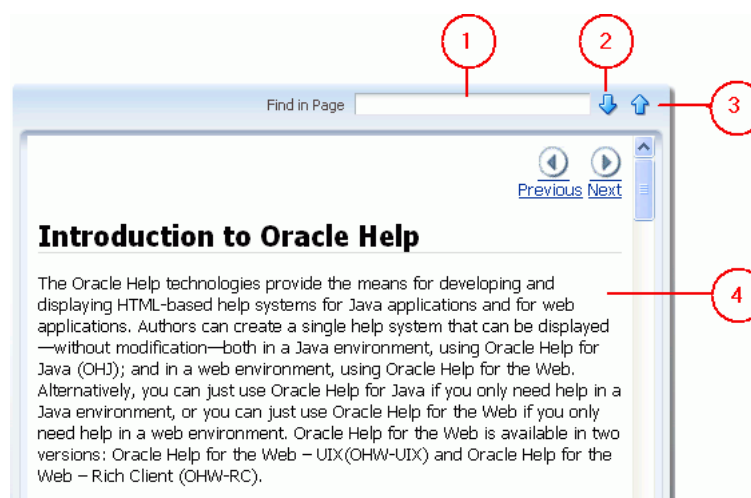 1
2
3
Find in Page
Previous Next
Introduction to Oracle Help
The Oracle Help technologies provide the means for developing and
displaying HTML-based help systems for Java applications and for web
applications. Authors can create a single help system that can be displayed
—without modification—both in a Java environment, using Oracle Help for
Java (OHJ); and in a web environment, using Oracle Help for the Web.
Alternatively, you can just use Oracle Help for Java if you only need help in a
Java environment, or you can just use Oracle Help for the Web if you only
need help in a web environment. Oracle Help for the Web is available in two
versions: Oracle Help for the Web – UIX(OHW-UIX) and Oracle Help for the
Web – Rich Client (OHW-RC).
4